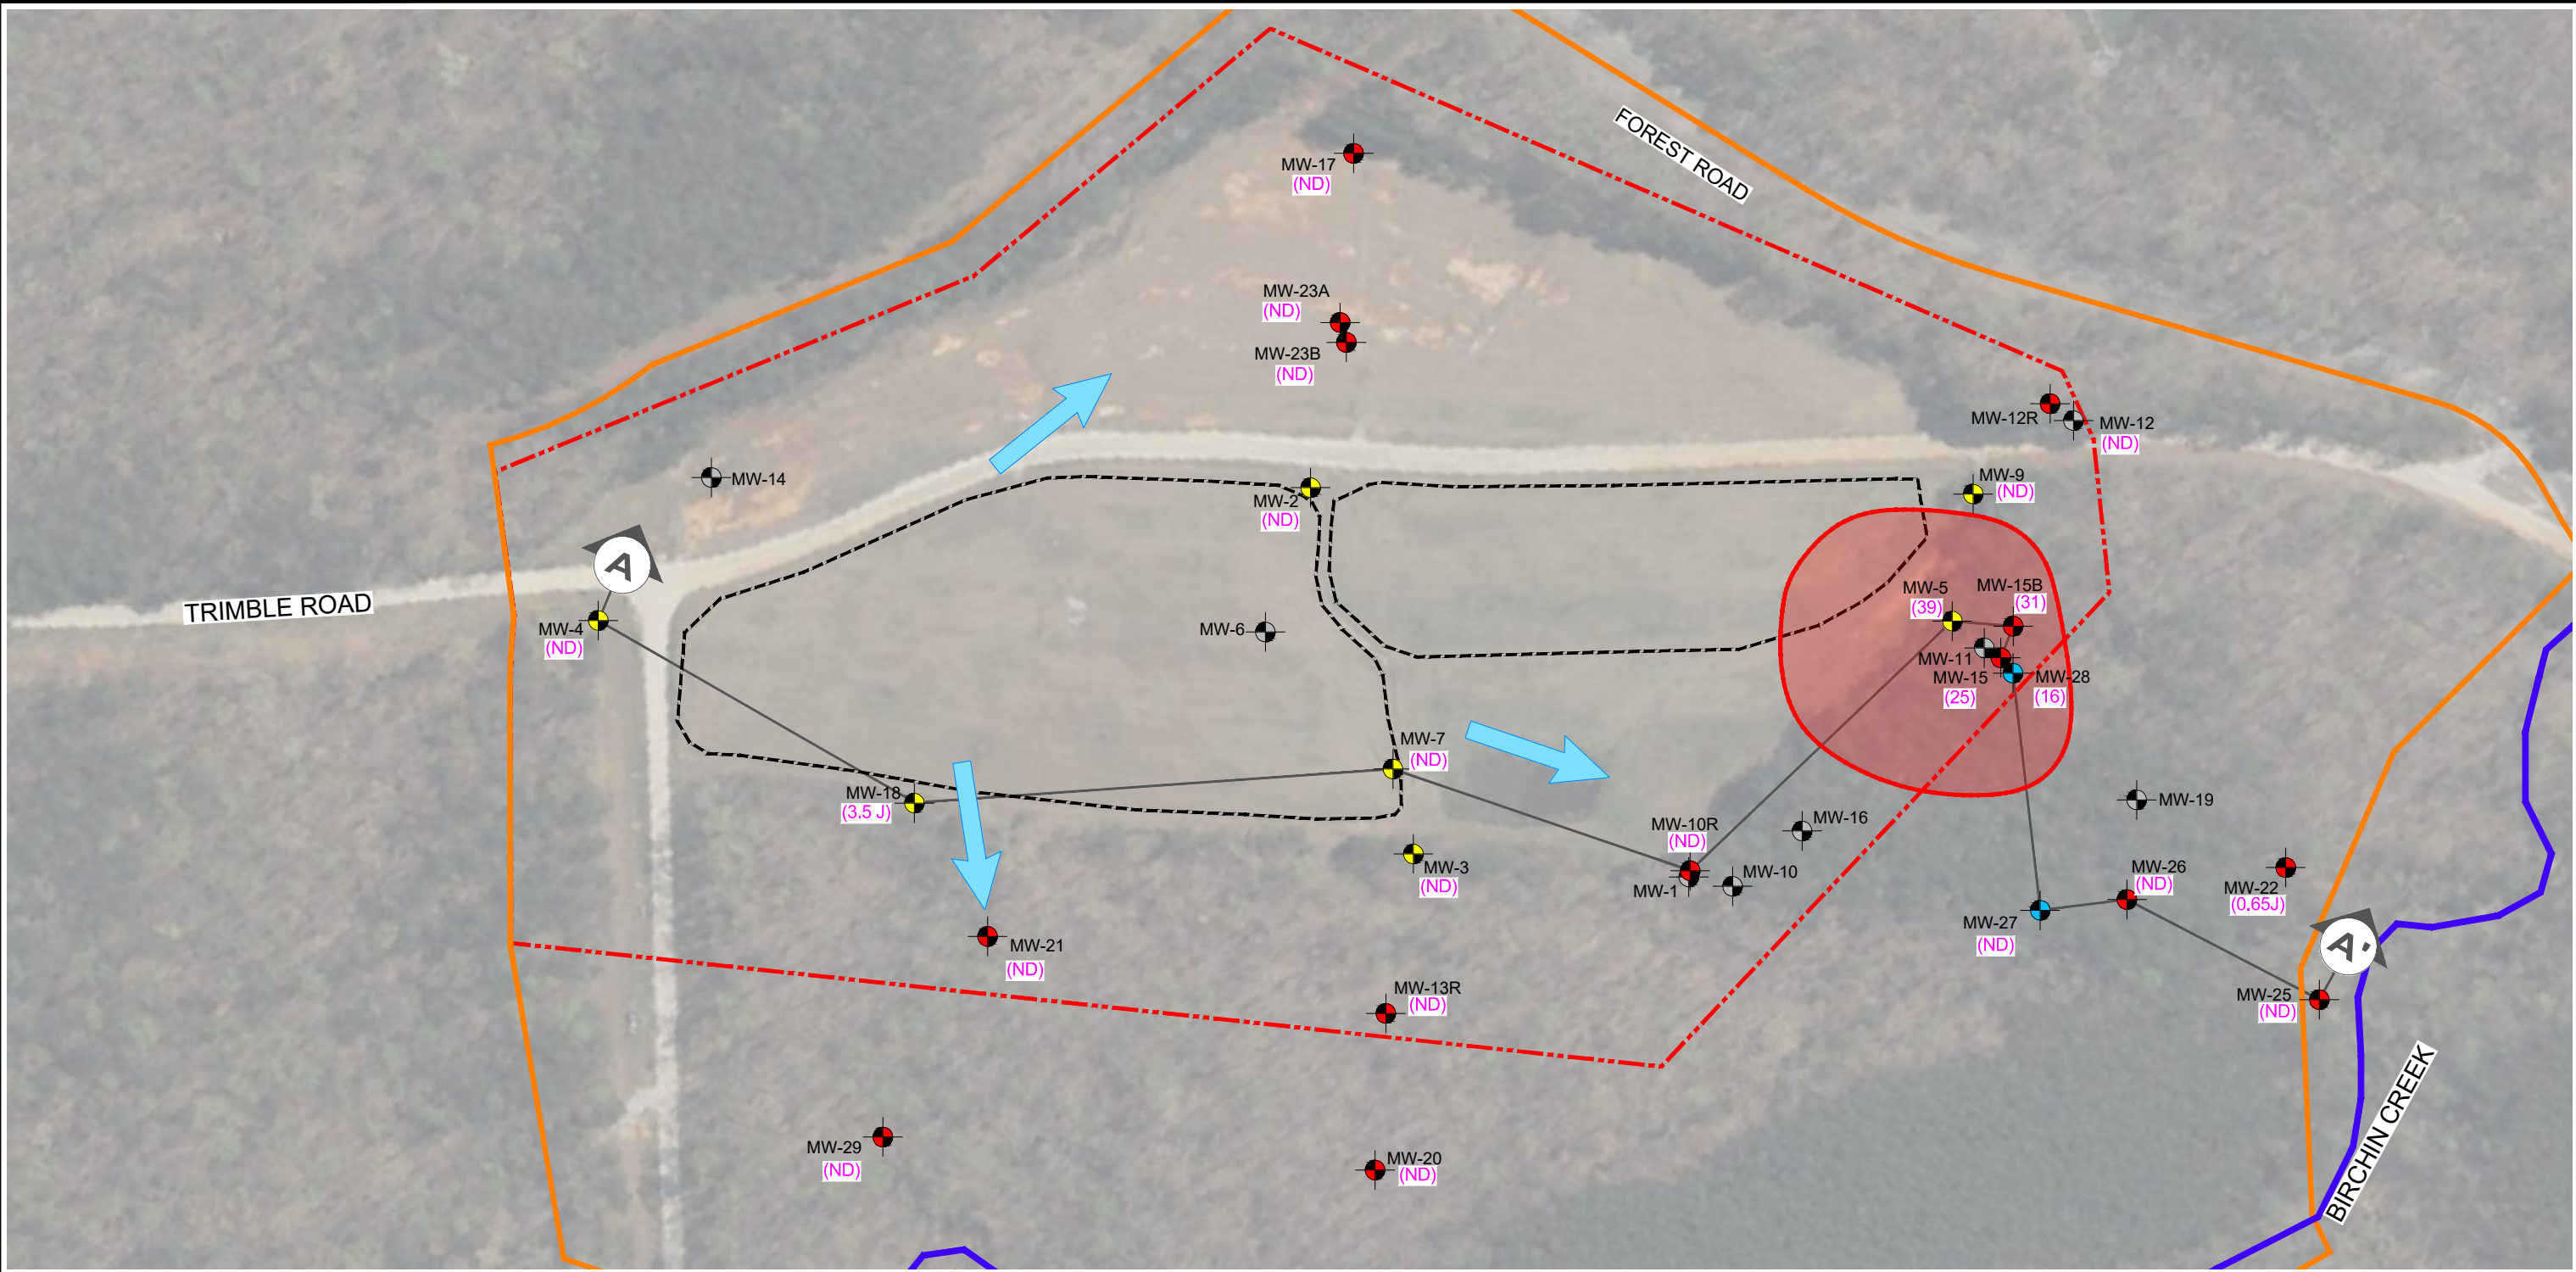 FOREST ROAD
MW-17
(ND)
MW-23A
(ND)
MW-23B
(ND)
MW-12R
MW-12
(ND)
MW-14
MW-2
(ND)
MW-9
(ND)
A
TRIMBLE ROAD
MW-4
(ND)
MW-6
MW-5
(39)
MW-15B
(31)
MW-11
MW-15
(25)
MW-28
(16)
MW-7
(ND)
MW-18
(3.5 J)
MW-19
MW-16
MW-10R
(ND)
MW-3
(ND)
MW-1
MW-10
MW-26
(ND)
MW-22
(0.65J)
MW-27
(ND)
MW-21
(ND)
A'
MW-13R
(ND)
MW-25
(ND)
MW-29
(ND)
MW-20
(ND)
BIRCHIN CREEK